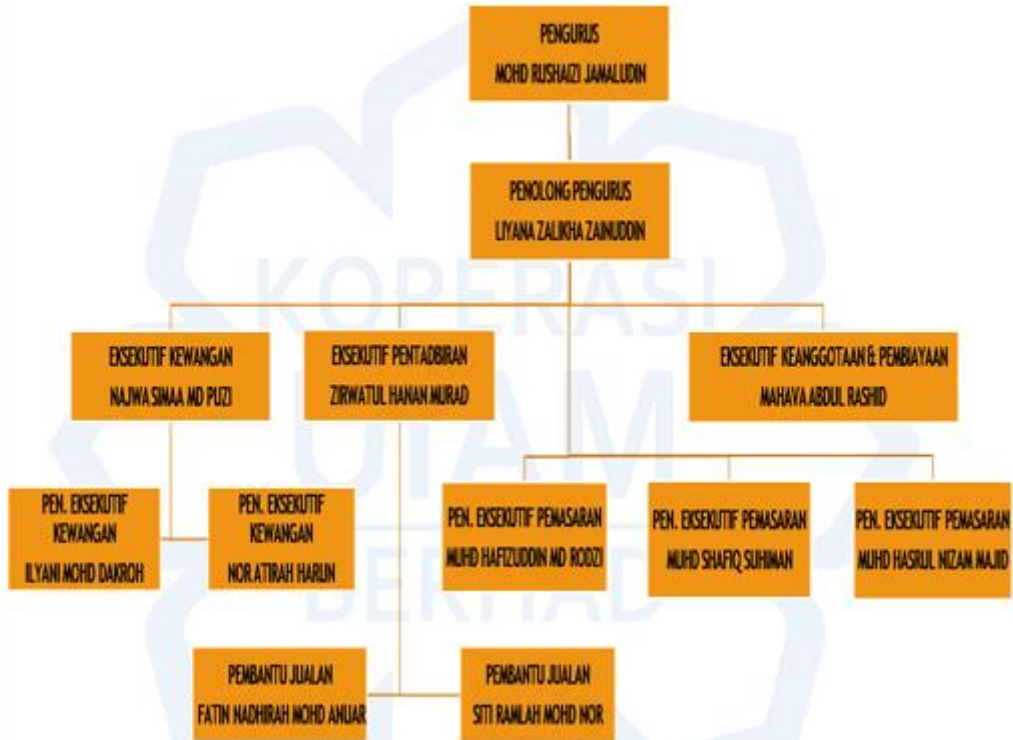 PENGURUS
MOHD RUSHAIZI JAMALUDIN
PENOLONG PENGURUS
LIYANA ZALIKHA ZAINUDDIN
EKSEKUTIF KEWANGAN
NAJWA SIMAA MD PUZI
EKSEKUTIF PENTADBIRAN
ZIRWATUL HANAN MURAD
EKSEKUTIF KEANGGOTAAN & PEMBIAYAAN
MAHAVA ABDUL RASHID
PEN. EKSEKUTIF
KEWANGAN
ILYANI MOHD DAKROH
PEN. EKSEKUTIF
KEWANGAN
NOR ATIRAH HARUN
PEN. EKSEKUTIF PEMASARAN
MUHD HAFIZUDDIN MD RODZI
PEN. EKSEKUTIF PEMASARAN
MUHD SHAFIQ SUHIMAN
PEN. EKSEKUTIF PEMASARAN
MUHD HASRUL NIZAM MAJID
PEMBANTU JUALAN
FATIN NADHIRAH MOHD ANUAR
PEMBANTU JUALAN
SITI RAMLAH MOHD NOR
KOPERASI
UIAM
BERHAD